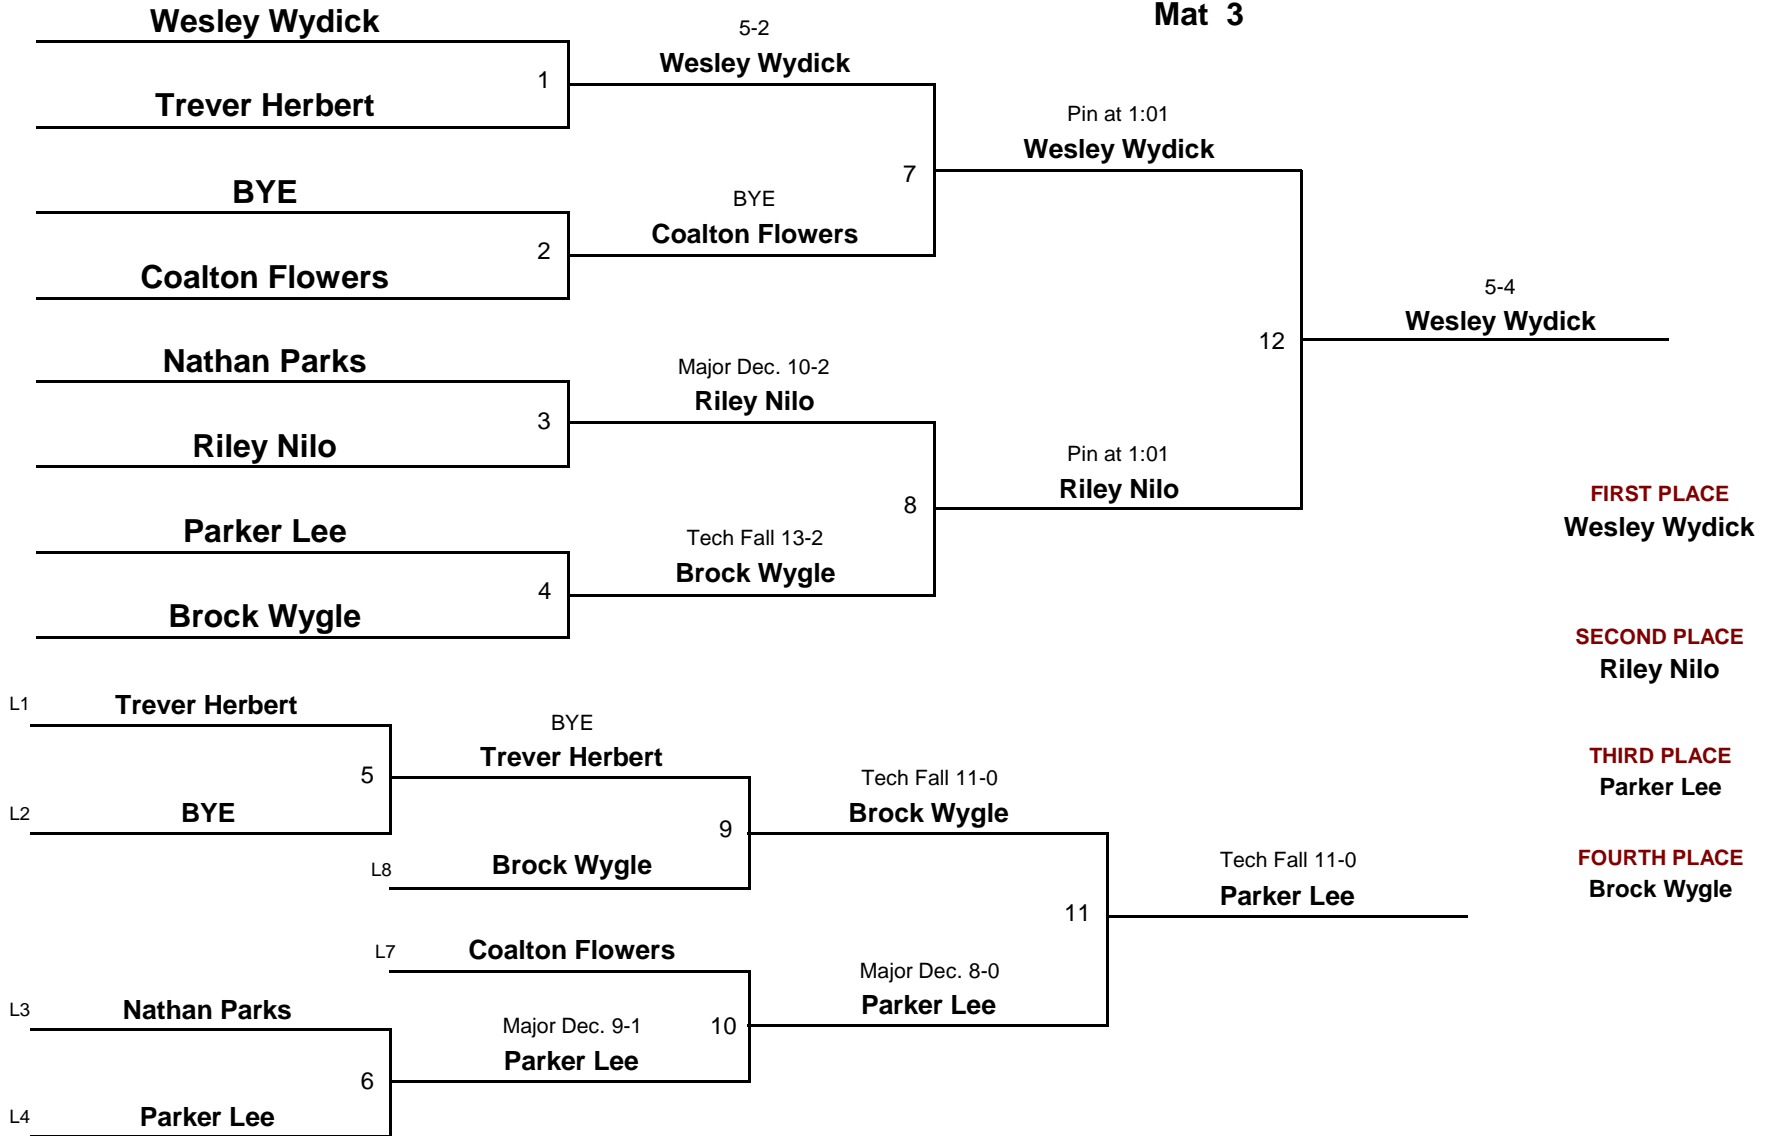 Mat 3
Wesley Wydick
1
Trever Herbert
5-2
Wesley Wydick
BYE
2
Coalton Flowers
BYE
Coalton Flowers
7
Pin at 1:01
Wesley Wydick
Nathan Parks
3
Riley Nilo
Major Dec. 10-2
Riley Nilo
Parker Lee
4
Brock Wygle
Tech Fall 13-2
Brock Wygle
8
Pin at 1:01
Riley Nilo
12
5-4
Wesley Wydick
FIRST PLACE
Wesley Wydick
SECOND PLACE
Riley Nilo
THIRD PLACE
Parker Lee
FOURTH PLACE
Brock Wygle
L1 Trever Herbert
5
L2 BYE
BYE
Trever Herbert
9
L8 Brock Wygle
Tech Fall 11-0
Brock Wygle
L7 Coalton Flowers
L3 Nathan Parks
6
L4 Parker Lee
Major Dec. 9-1
Parker Lee
10
Major Dec. 8-0
Parker Lee
11
Tech Fall 11-0
Parker Lee